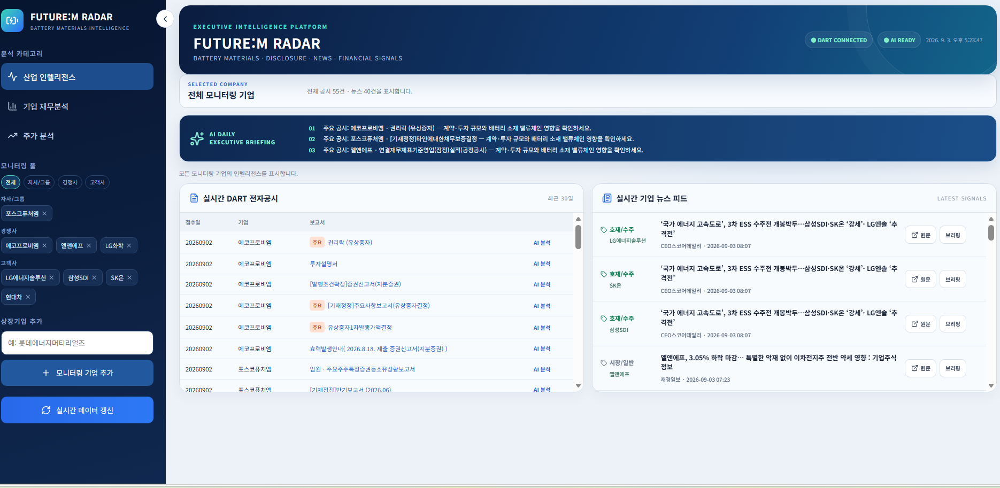 FUTURE:M RADAR
BATTERY MATERIALS INTELLIGENCE
분석 카테고리
산업 인텔리전스
기업 재무분석
주가 분석
모니터링 풀
전체 자사/그룹 경쟁사 고객사
자사/그룹
포스코퓨처엠 ×
경쟁사
에코프로비엠 × 엘앤에프 × LG화학 ×
고객사
LG에너지솔루션 × 삼성SDI × SK온 ×
현대차 ×
상장기업 추가
예: 롯데에너지머티리얼즈
+ 모니터링 기업 추가
실시간 데이터 갱신
EXECUTIVE INTELLIGENCE PLATFORM
FUTURE:M RADAR
BATTERY MATERIALS · DISCLOSURE · NEWS · FINANCIAL SIGNALS
DART CONNECTED AI READY 2026. 9. 3. 오후 5:23:47
SELECTED COMPANY
전체 모니터링 기업
전체 공시 55건 · 뉴스 40건을 표시합니다.
AI DAILY
EXECUTIVE BRIEFING
01 주요 공시: 에코프로비엠 · 권리락 (유상증자) — 계약·투자 규모와 배터리 소재 밸류체인 영향을 확인하세요.
02 주요 공시: 포스코퓨처엠 · [기재정정]타인에대한채무보증결정 — 계약·투자 규모와 배터리 소재 밸류체인 영향을 확인하세요.
03 주요 공시: 엘앤에프 · 연결재무제표기준영업(잠정)실적(공정공시) — 계약·투자 규모와 배터리 소재 밸류체인 영향을 확인하세요.
모든 모니터링 기업의 인텔리전스를 표시합니다.
실시간 DART 전자공시 최근 30일
접수일 기업 보고서
20260902 에코프로비엠 주요 권리락 (유상증자) AI 분석
20260902 에코프로비엠 투자설명서 AI 분석
20260902 에코프로비엠 [발행조건확정]증권신고서(지분증권) AI 분석
20260902 에코프로비엠 주요 [기재정정]주요사항보고서(유상증자결정) AI 분석
20260902 에코프로비엠 주요 유상증자1차발행가액결정 AI 분석
20260902 에코프로비엠 효력발생안내( 2026.8.18. 제출 증권신고서(지분증권) ) AI 분석
20260902 포스코퓨처엠 임원 · 주요주주특정증권등소유상황보고서 AI 분석
20260902 포스코퓨처엠 [기재정정]반기보고서 (2026.06) AI 분석
실시간 기업 뉴스 피드 LATEST SIGNALS
호재/수주
LG에너지솔루션
‘국가 에너지 고속도로’, 3차 ESS 수주전 개봉박두…삼성SDI·SK온 ‘강세’· LG엔솔 ‘추
격전’
CEO스코어데일리 · 2026-09-03 08:07
원문 브리핑
호재/수주
SK온
‘국가 에너지 고속도로’, 3차 ESS 수주전 개봉박두…삼성SDI·SK온 ‘강세’· LG엔솔 ‘추
격전’
CEO스코어데일리 · 2026-09-03 08:07
원문 브리핑
호재/수주
삼성SDI
‘국가 에너지 고속도로’, 3차 ESS 수주전 개봉박두…삼성SDI·SK온 ‘강세’· LG엔솔 ‘추
격전’
CEO스코어데일리 · 2026-09-03 08:07
원문 브리핑
시장/일반
엘앤에프
엘앤에프, 3.05% 하락 마감… 특별한 악재 없이 이차전지주 전반 약세 영향 : 기업주식
정보
재경일보 · 2026-09-03 07:23
원문 브리핑